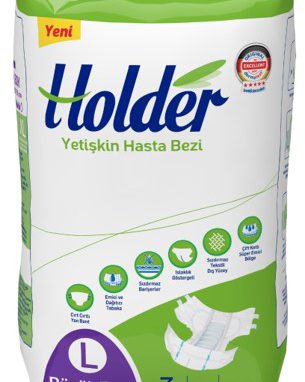 Yeni
Holder
Yetişkin Hasta Bezi
EXCELLENT
Islaklık
Göstergeli
Sızdırmaz
Tekstil
Dış Yüzey
Çift Katlı
Süper Emici
Bölge
Sızdırmaz
Bariyerler
Emici ve
Dağıtıcı
Tabaka
Cırt Cırtlı
Yan Bant
L